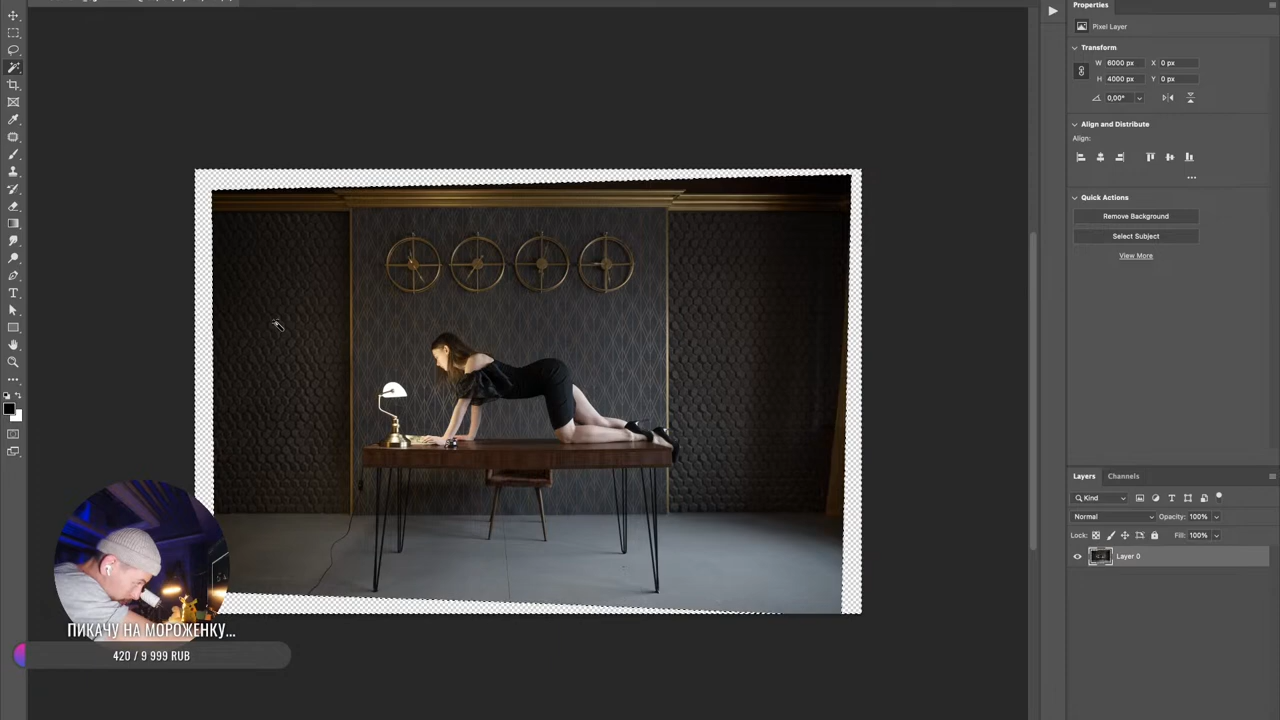 Properties
Pixel Layer
Transform
W 6000 px X 0 px
H 4000 px Y 0 px
0,00°
Align and Distribute
Align:
Quick Actions
Remove Background
Select Subject
View More
Layers Channels
Kind
Normal Opacity: 100%
Lock: Fill: 100%
Layer 0
ПИКАЧУ НА МОРОЖЕНКУ...
420 / 9 999 RUB